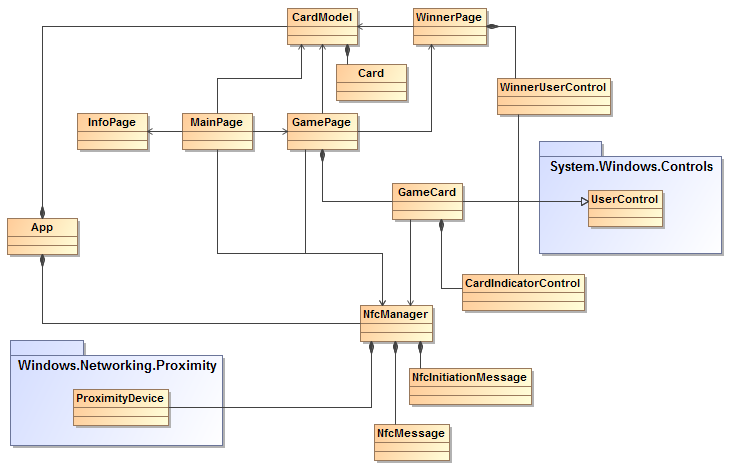 CardModel
WinnerPage
Card
WinnerUserControl
InfoPage
MainPage
GamePage
System.Windows.Controls
GameCard
UserControl
App
CardIndicatorControl
NfcManager
Windows.Networking.Proximity
NfcInitiationMessage
ProximityDevice
NfcMessage